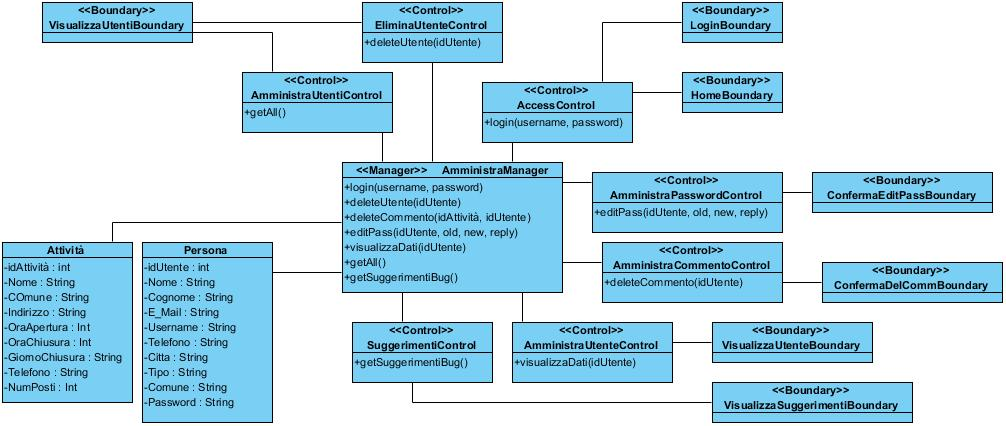 <<Boundary>>
VisualizzaUtentiBoundary
<<Control>>
EliminaUtenteControl
+deleteUtente(idUtente)
<<Boundary>>
LoginBoundary
<<Control>>
AmministraUtentiControl
+getAll()
<<Control>>
AccessControl
+login(username, password)
<<Boundary>>
HomeBoundary
<<Manager>> AmministraManager
+login(username, password)
+deleteUtente(idUtente)
+deleteCommento(idAttività, idUtente)
+editPass(idUtente, old, new, reply)
+visualizzaDati(idUtente)
+getAll()
+getSuggerimentiBug()
<<Control>>
AmministraPasswordControl
+editPass(idUtente, old, new, reply)
<<Boundary>>
ConfermaEditPassBoundary
Attività
-idAttività : int
-Nome : String
-COmune : String
-Indirizzo : String
-OraApertura : Int
-OraChiusura : Int
-GiornoChiusura : String
-Telefono : String
-NumPosti : Int
Persona
-idUtente : int
-Nome : String
-Cognome : String
-E_Mail : String
-Username : String
-Telefono : String
-Citta : String
-Tipo : String
-Comune : String
-Password : String
<<Control>>
AmministraCommentoControl
+deleteCommento(idUtente)
<<Boundary>>
ConfermaDelCommBoundary
<<Control>>
SuggerimentiControl
+getSuggerimentiBug()
<<Control>>
AmministraUtenteControl
+visualizzaDati(idUtente)
<<Boundary>>
VisualizzaUtenteBoundary
<<Boundary>>
VisualizzaSuggerimentiBoundary